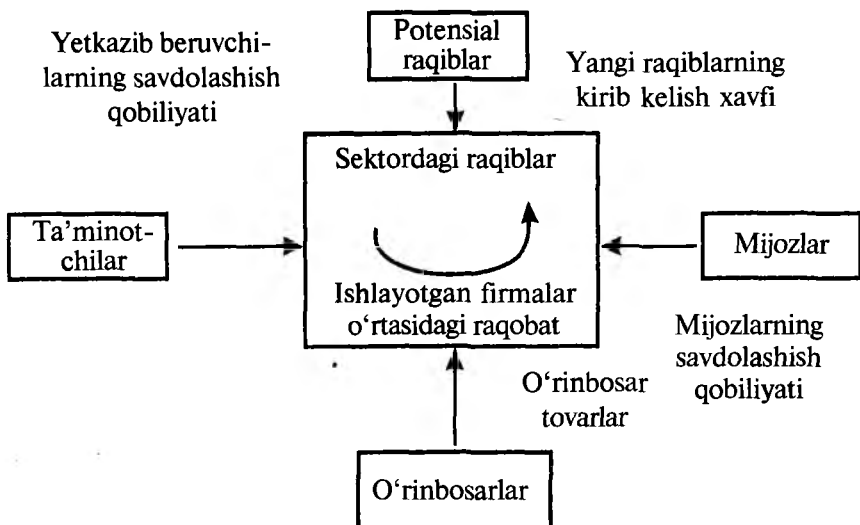 Yetkazib beruvchi-
larning savdolashish
qobiliyati
Potensial
raqiblar
Yangi raqiblarning
kirib kelish xavfi
Sektordagi raqiblar
Ta’minot-
chilar
Mijozlar
Ishlayotgan firmalar
o‘rtasidagi raqobat
Mijozlarning
savdolashish
qobiliyati
O‘rinbosar
tovarlar
O‘rinbosarlar